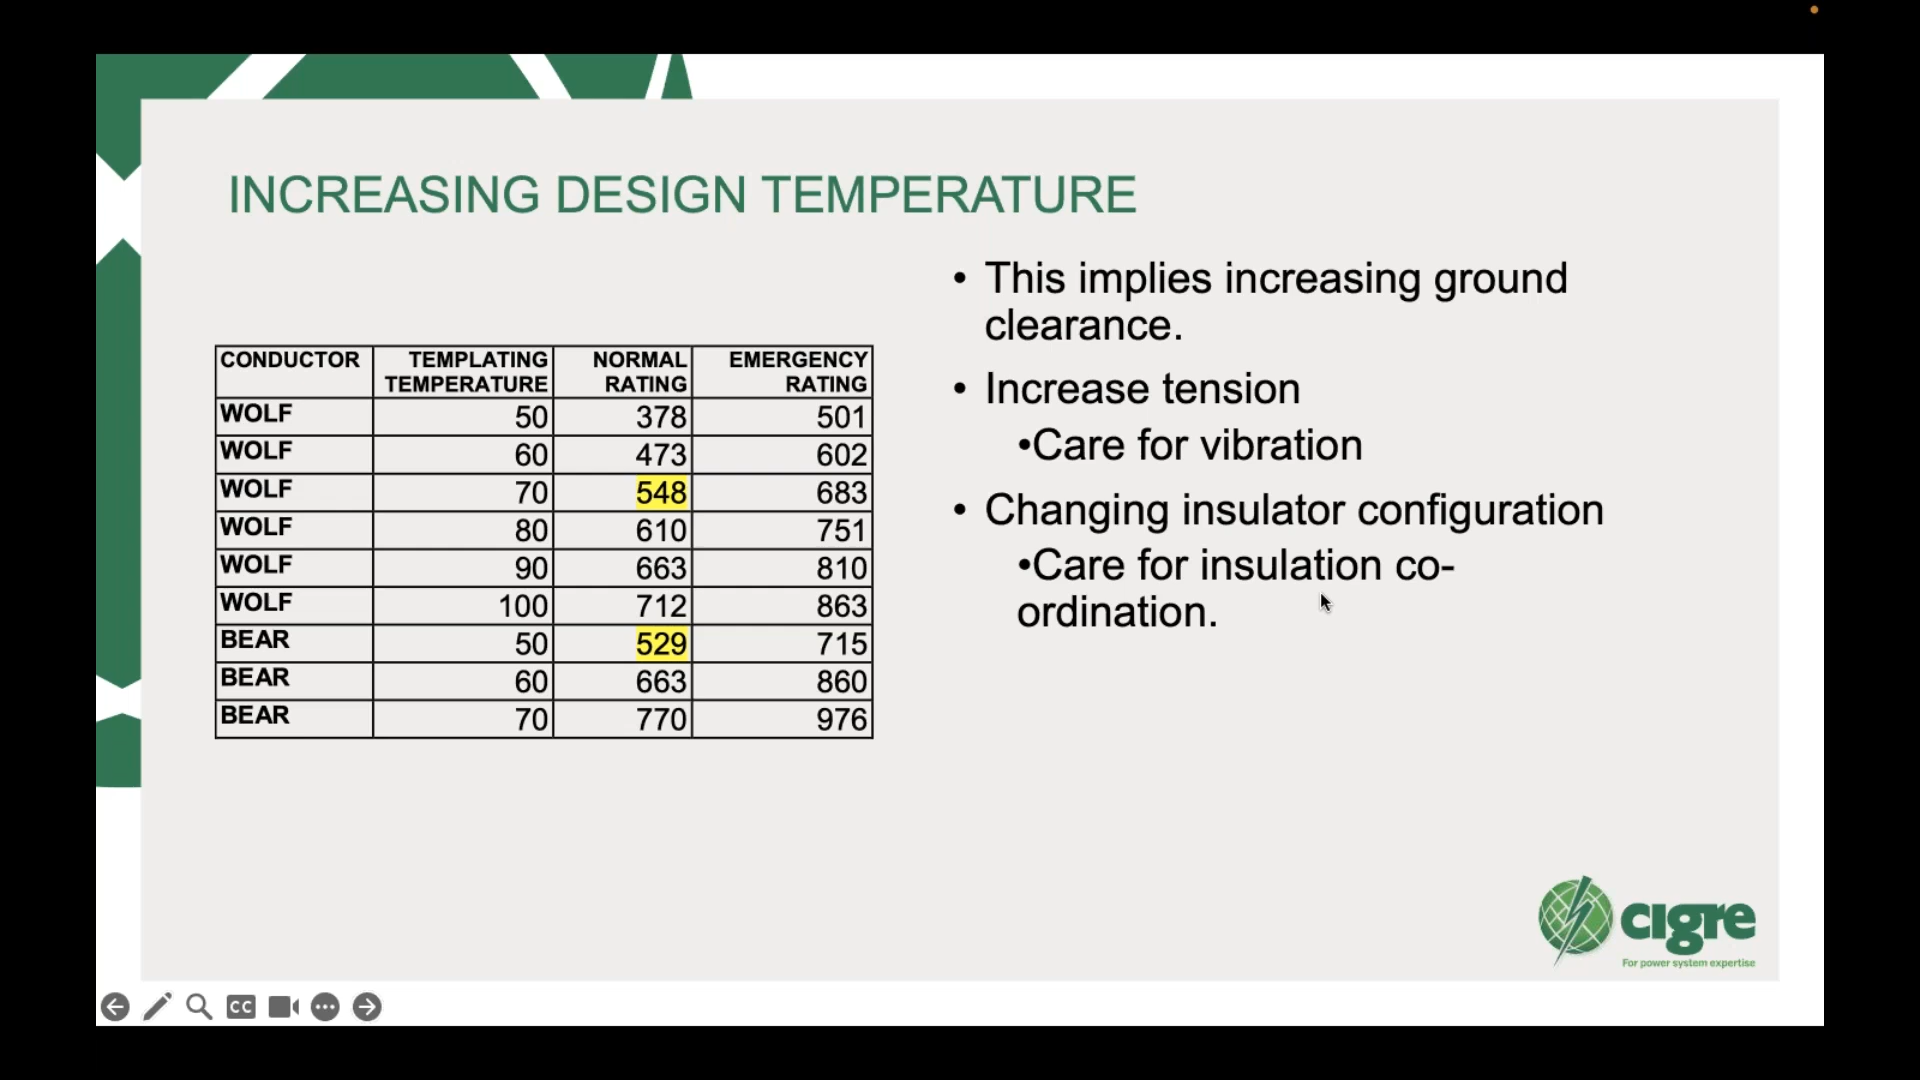 INCREASING DESIGN TEMPERATURE
CONDUCTOR TEMPLATING TEMPERATURE NORMAL RATING EMERGENCY RATING
WOLF 50 378 501
WOLF 60 473 602
WOLF 70 548 683
WOLF 80 610 751
WOLF 90 663 810
WOLF 100 712 863
BEAR 50 529 715
BEAR 60 663 860
BEAR 70 770 976
• This implies increasing ground
clearance.
• Increase tension
•Care for vibration
• Changing insulator configuration
•Care for insulation co-
ordination.
cigre
For power system expertise
CC